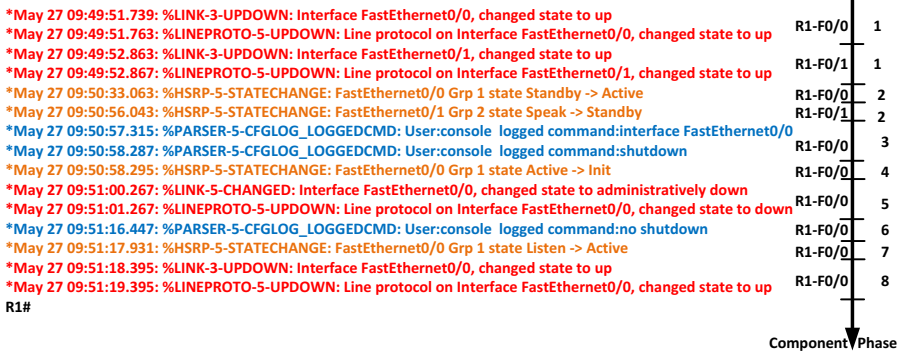 *May 27 09:49:51.739: %LINK-3-UPDOWN: Interface FastEthernet0/0, changed state to up
*May 27 09:49:51.763: %LINEPROTO-5-UPDOWN: Line protocol on Interface FastEthernet0/0, changed state to up R1-F0/0 1
*May 27 09:49:52.863: %LINK-3-UPDOWN: Interface FastEthernet0/1, changed state to up
*May 27 09:49:52.867: %LINEPROTO-5-UPDOWN: Line protocol on Interface FastEthernet0/1, changed state to up R1-F0/1 1
*May 27 09:50:33.063: %HSRP-5-STATECHANGE: FastEthernet0/0 Grp 1 state Standby -> Active R1-F0/0 2
*May 27 09:50:56.043: %HSRP-5-STATECHANGE: FastEthernet0/1 Grp 2 state Speak -> Standby R1-F0/1 2
*May 27 09:50:57.315: %PARSER-5-CFGLOG_LOGGEDCMD: User:console logged command:interface FastEthernet0/0
*May 27 09:50:58.287: %PARSER-5-CFGLOG_LOGGEDCMD: User:console logged command:shutdown R1-F0/0 3
*May 27 09:50:58.295: %HSRP-5-STATECHANGE: FastEthernet0/0 Grp 1 state Active -> Init R1-F0/0 4
*May 27 09:51:00.267: %LINK-5-CHANGED: Interface FastEthernet0/0, changed state to administratively down
*May 27 09:51:01.267: %LINEPROTO-5-UPDOWN: Line protocol on Interface FastEthernet0/0, changed state to down R1-F0/0 5
*May 27 09:51:16.447: %PARSER-5-CFGLOG_LOGGEDCMD: User:console logged command:no shutdown R1-F0/0 6
*May 27 09:51:17.931: %HSRP-5-STATECHANGE: FastEthernet0/0 Grp 1 state Listen -> Active R1-F0/0 7
*May 27 09:51:18.395: %LINK-3-UPDOWN: Interface FastEthernet0/0, changed state to up
*May 27 09:51:19.395: %LINEPROTO-5-UPDOWN: Line protocol on Interface FastEthernet0/0, changed state to up R1-F0/0 8
R1#
Component Phase